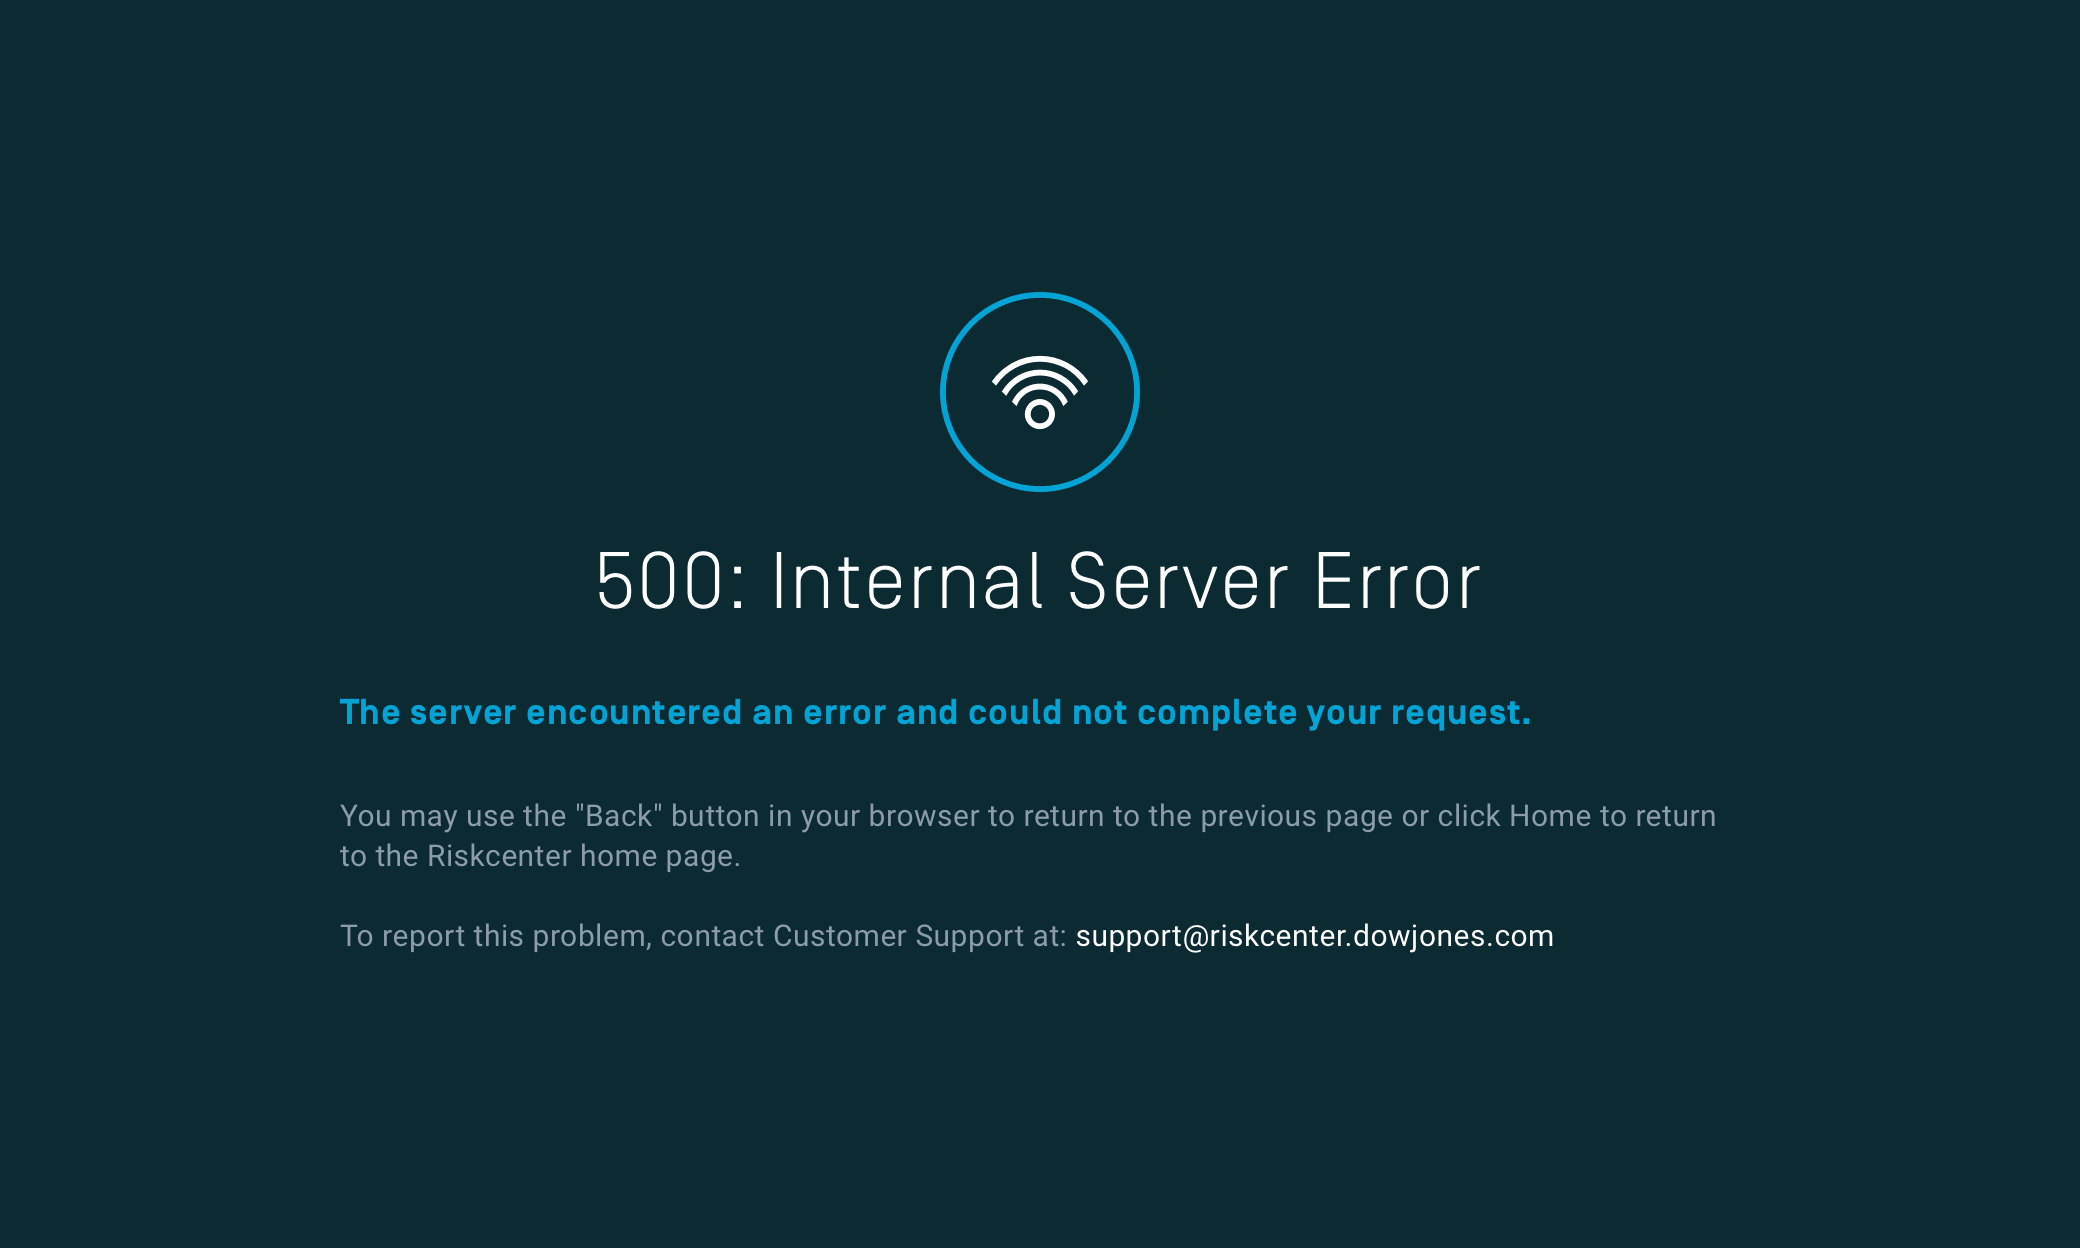 500: Internal Server Error
The server encountered an error and could not complete your request.
You may use the "Back" button in your browser to return to the previous page or click Home to return
to the Riskcenter home page.
To report this problem, contact Customer Support at: support@riskcenter.dowjones.com